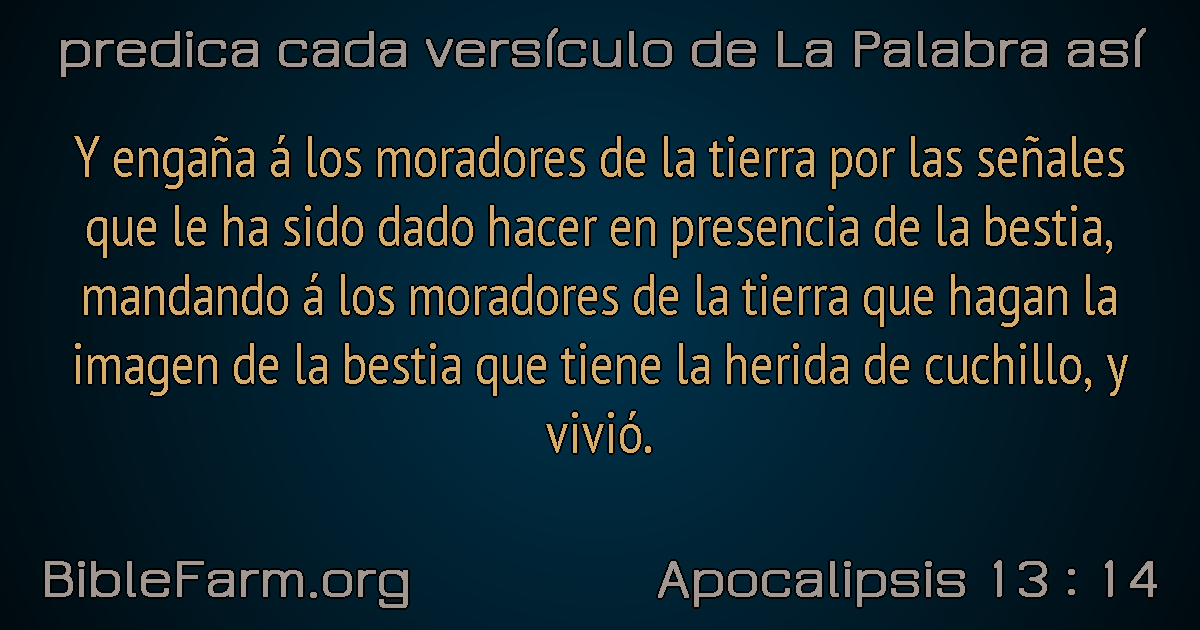 predica cada versículo de La Palabra así
Y engaña á los moradores de la tierra por las señales
que le ha sido dado hacer en presencia de la bestia,
mandando á los moradores de la tierra que hagan la
imagen de la bestia que tiene la herida de cuchillo, y
vivió.
BibleFarm.org
Apocalipsis 13 : 14